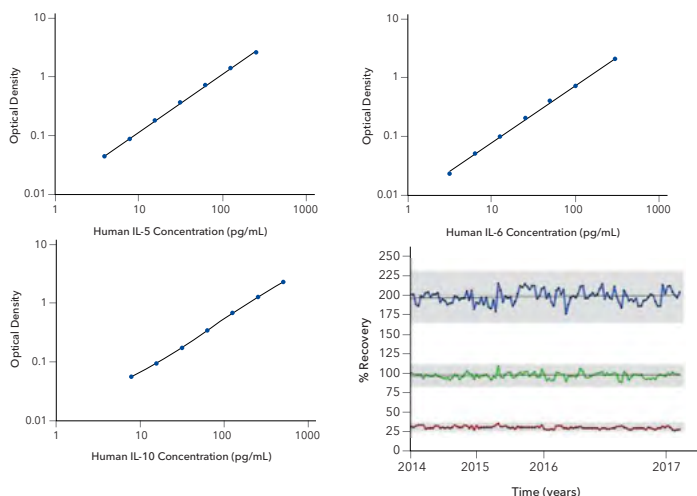 10
1
0.1
0.01
Optical Density
1 10 100 1000
Human IL-5 Concentration (pg/mL)
10
1
0.1
0.01
Optical Density
1 10 100 1000
Human IL-6 Concentration (pg/mL)
10
1
0.1
0.01
Optical Density
1 10 100 1000
Human IL-10 Concentration (pg/mL)
250
225
200
175
150
125
100
75
50
25
0
% Recovery
2014 2015 2016 2017
Time (years)